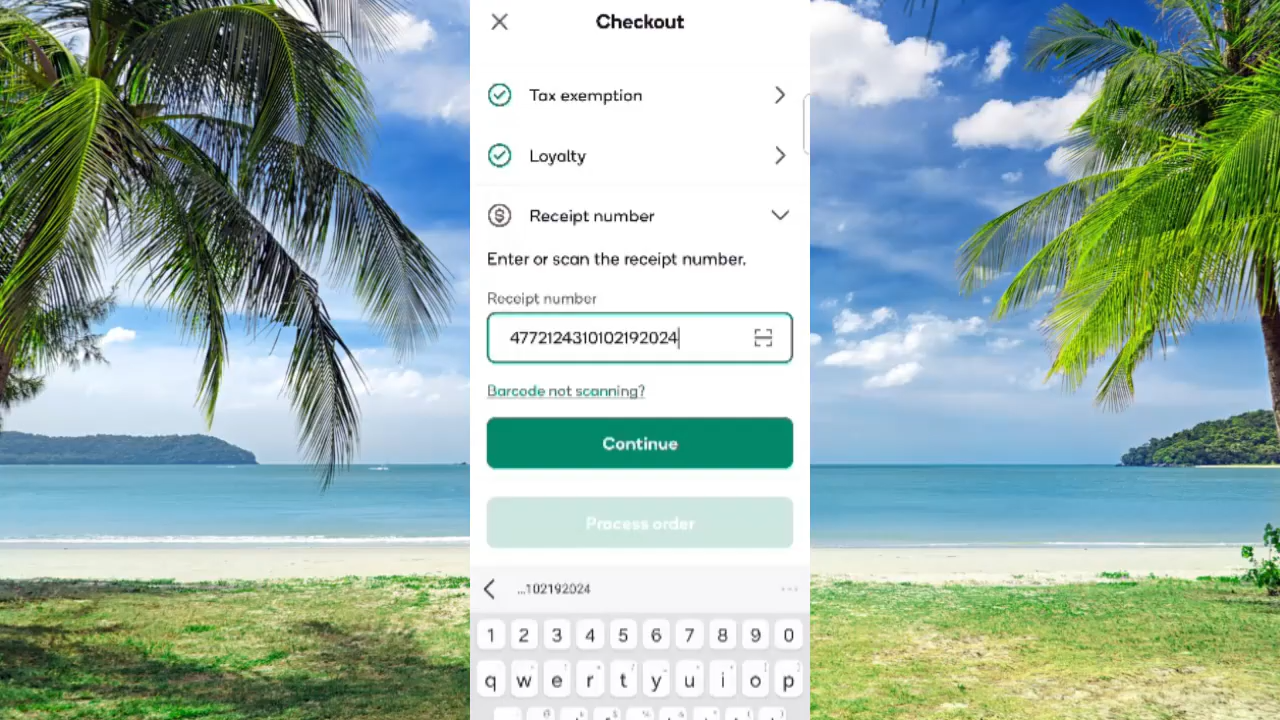 Checkout
Tax exemption
Loyalty
Receipt number
Enter or scan the receipt number.
Receipt number
4772124310102192024
Barcode not scanning?
Continue
Process order
...102192024
1 2 3 4 5 6 7 8 9 0
q w e r t y u i o p